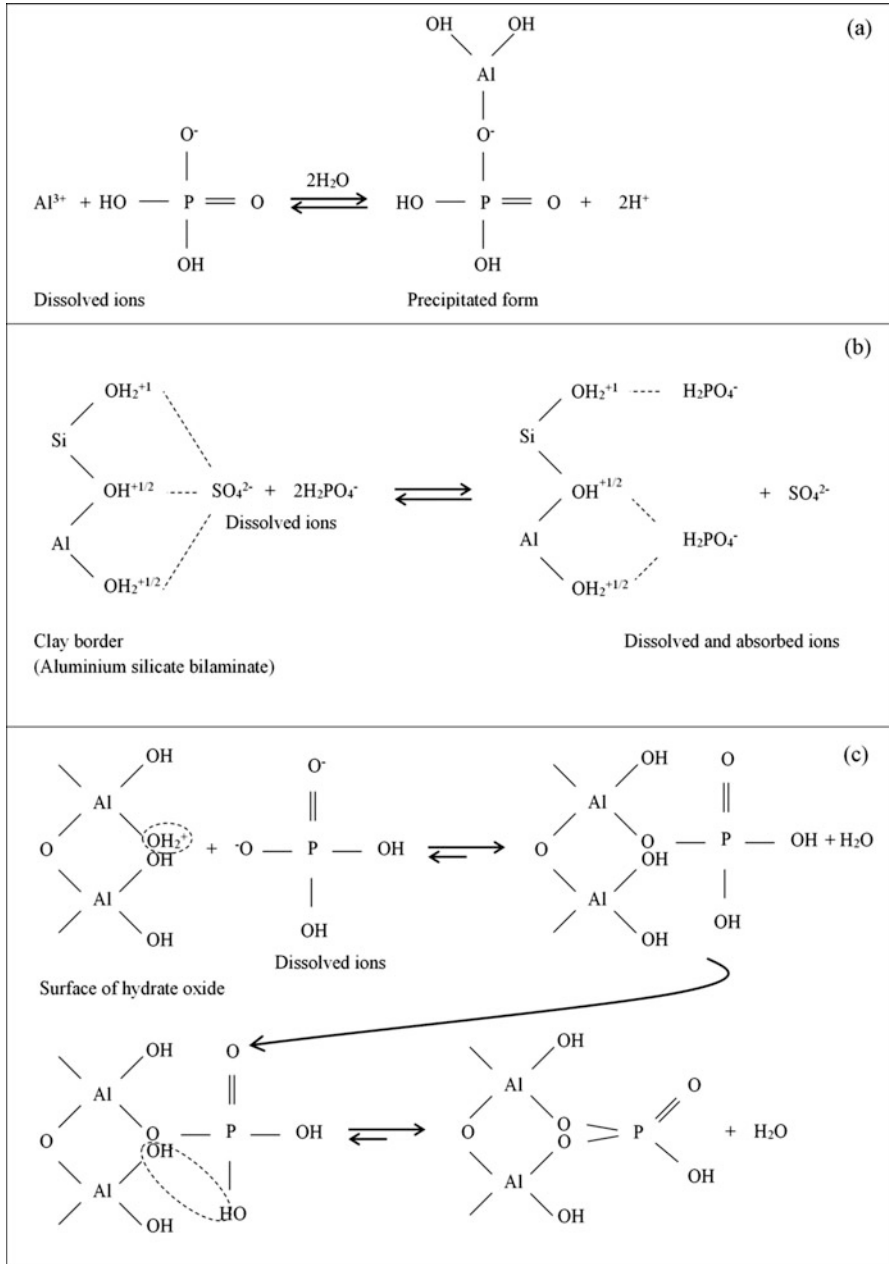 (a)
OH OH
Al
O⁻ O⁻
2H₂O
Al³⁺ + HO P O HO P O + 2H⁺
OH OH
Dissolved ions Precipitated form
(b)
OH₂⁺¹ OH₂⁺¹ H₂PO₄⁻
Si Si
OH⁺¹/² SO₄²⁻ + 2H₂PO₄⁻ OH⁺¹/² + SO₄²⁻
Dissolved ions
Al Al H₂PO₄⁻
OH₂⁺¹/² OH₂⁺¹/²
Clay border Dissolved and absorbed ions
(Aluminium silicate bilaminate)
(c)
OH O⁻ OH O
Al Al
OH₂⁺ O
O + ⁻O P OH O P OH + H₂O
OH OH
Al Al
OH OH OH OH
Dissolved ions
Surface of hydrate oxide
OH O OH
Al Al O
O O P OH O O P + H₂O
OH O
Al Al OH
OH HO OH